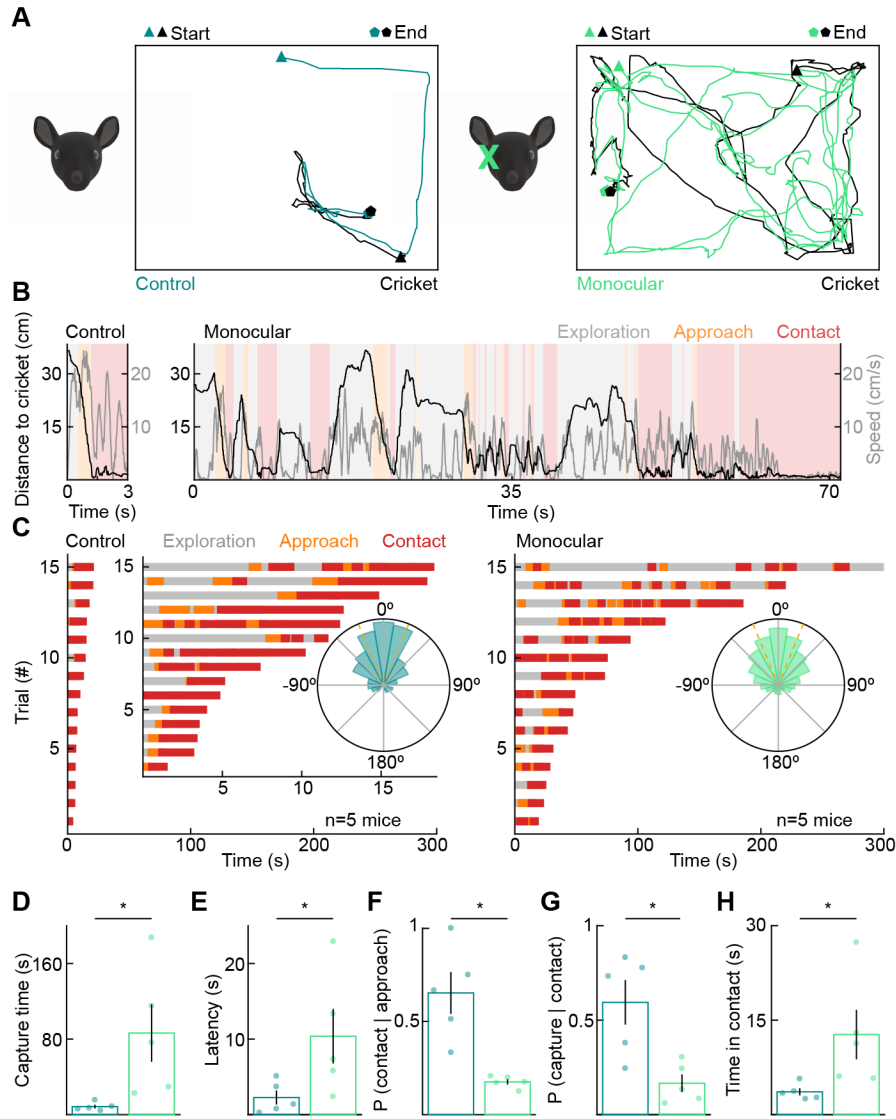 A
Start
End
Start
End
X
Control
Cricket
Monocular
Cricket
B
Control
Monocular
Exploration
Approach
Contact
Distance to cricket (cm)
30
15
0
3
Time (s)
0
35
70
Time (s)
20
10
Speed (cm/s)
C
Control
Exploration
Approach
Contact
Monocular
Trial (#)
15
10
5
0
100
200
300
Time (s)
15
10
5
5
10
15
0º
-90º
90º
180º
n=5 mice
15
10
5
0
100
200
300
Time (s)
0º
-90º
90º
180º
n=5 mice
D
*
Capture time (s)
160
80
E
*
Latency (s)
20
10
F
*
P (contact | approach)
1
0.5
G
*
P (capture | contact)
1
0.5
H
*
Time in contact (s)
30
15